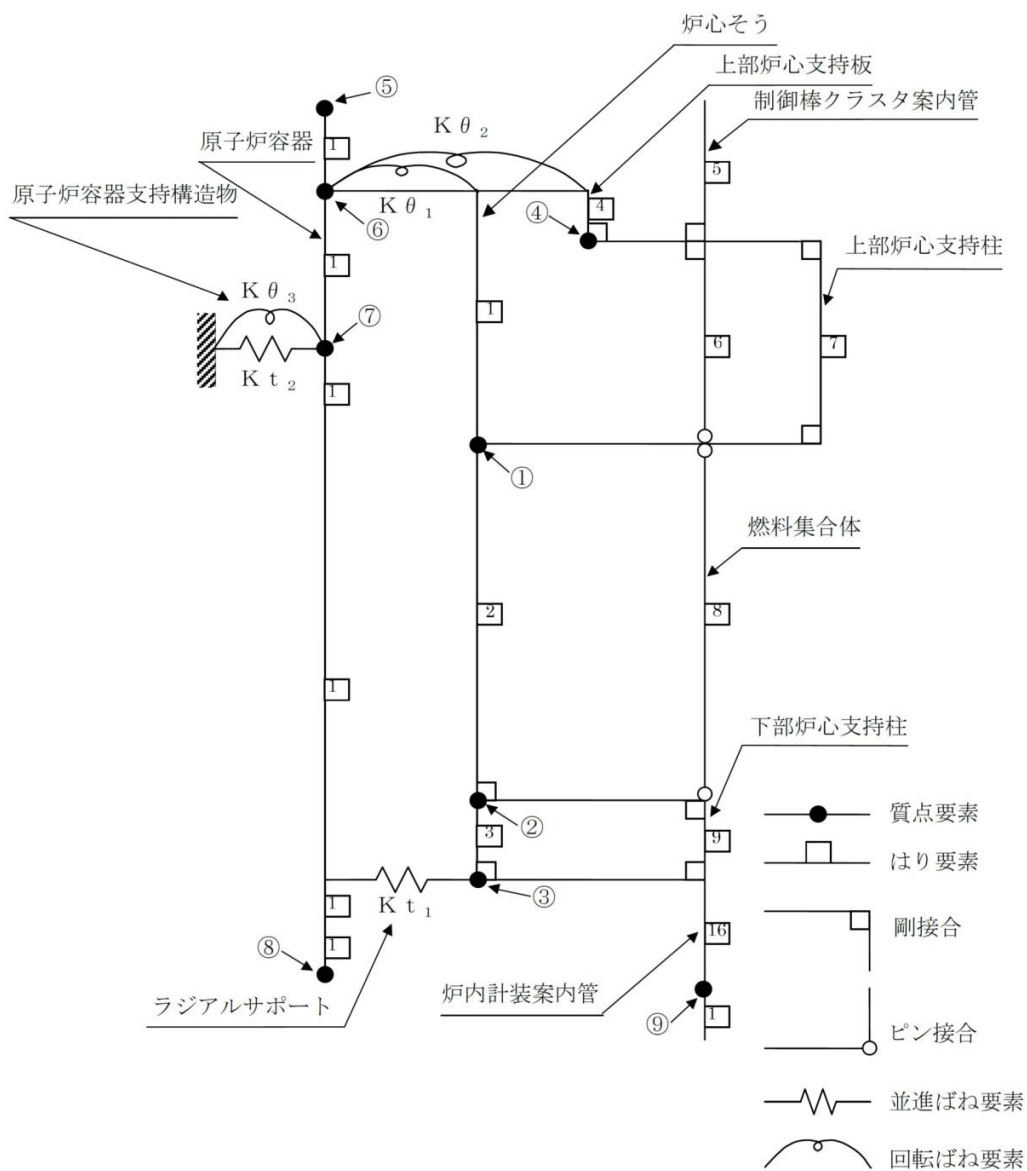 炉心そう
上部炉心支持板
制御棒クラスタ案内管
⑤
Kθ₂
原子炉容器
1
5
原子炉容器支持構造物
Kθ₁
4
④
⑥
上部炉心支持柱
1
Kθ₃
1
⑦
6
7
Kt₂
1
①
燃料集合体
2
8
1
下部炉心支持柱
②
3
9
質点要素
はり要素
Kt₁
③
1
16
剛接合
⑧
1
ラジアルサポート
炉内計装案内管
⑨
1
ピン接合
並進ばね要素
回転ばね要素